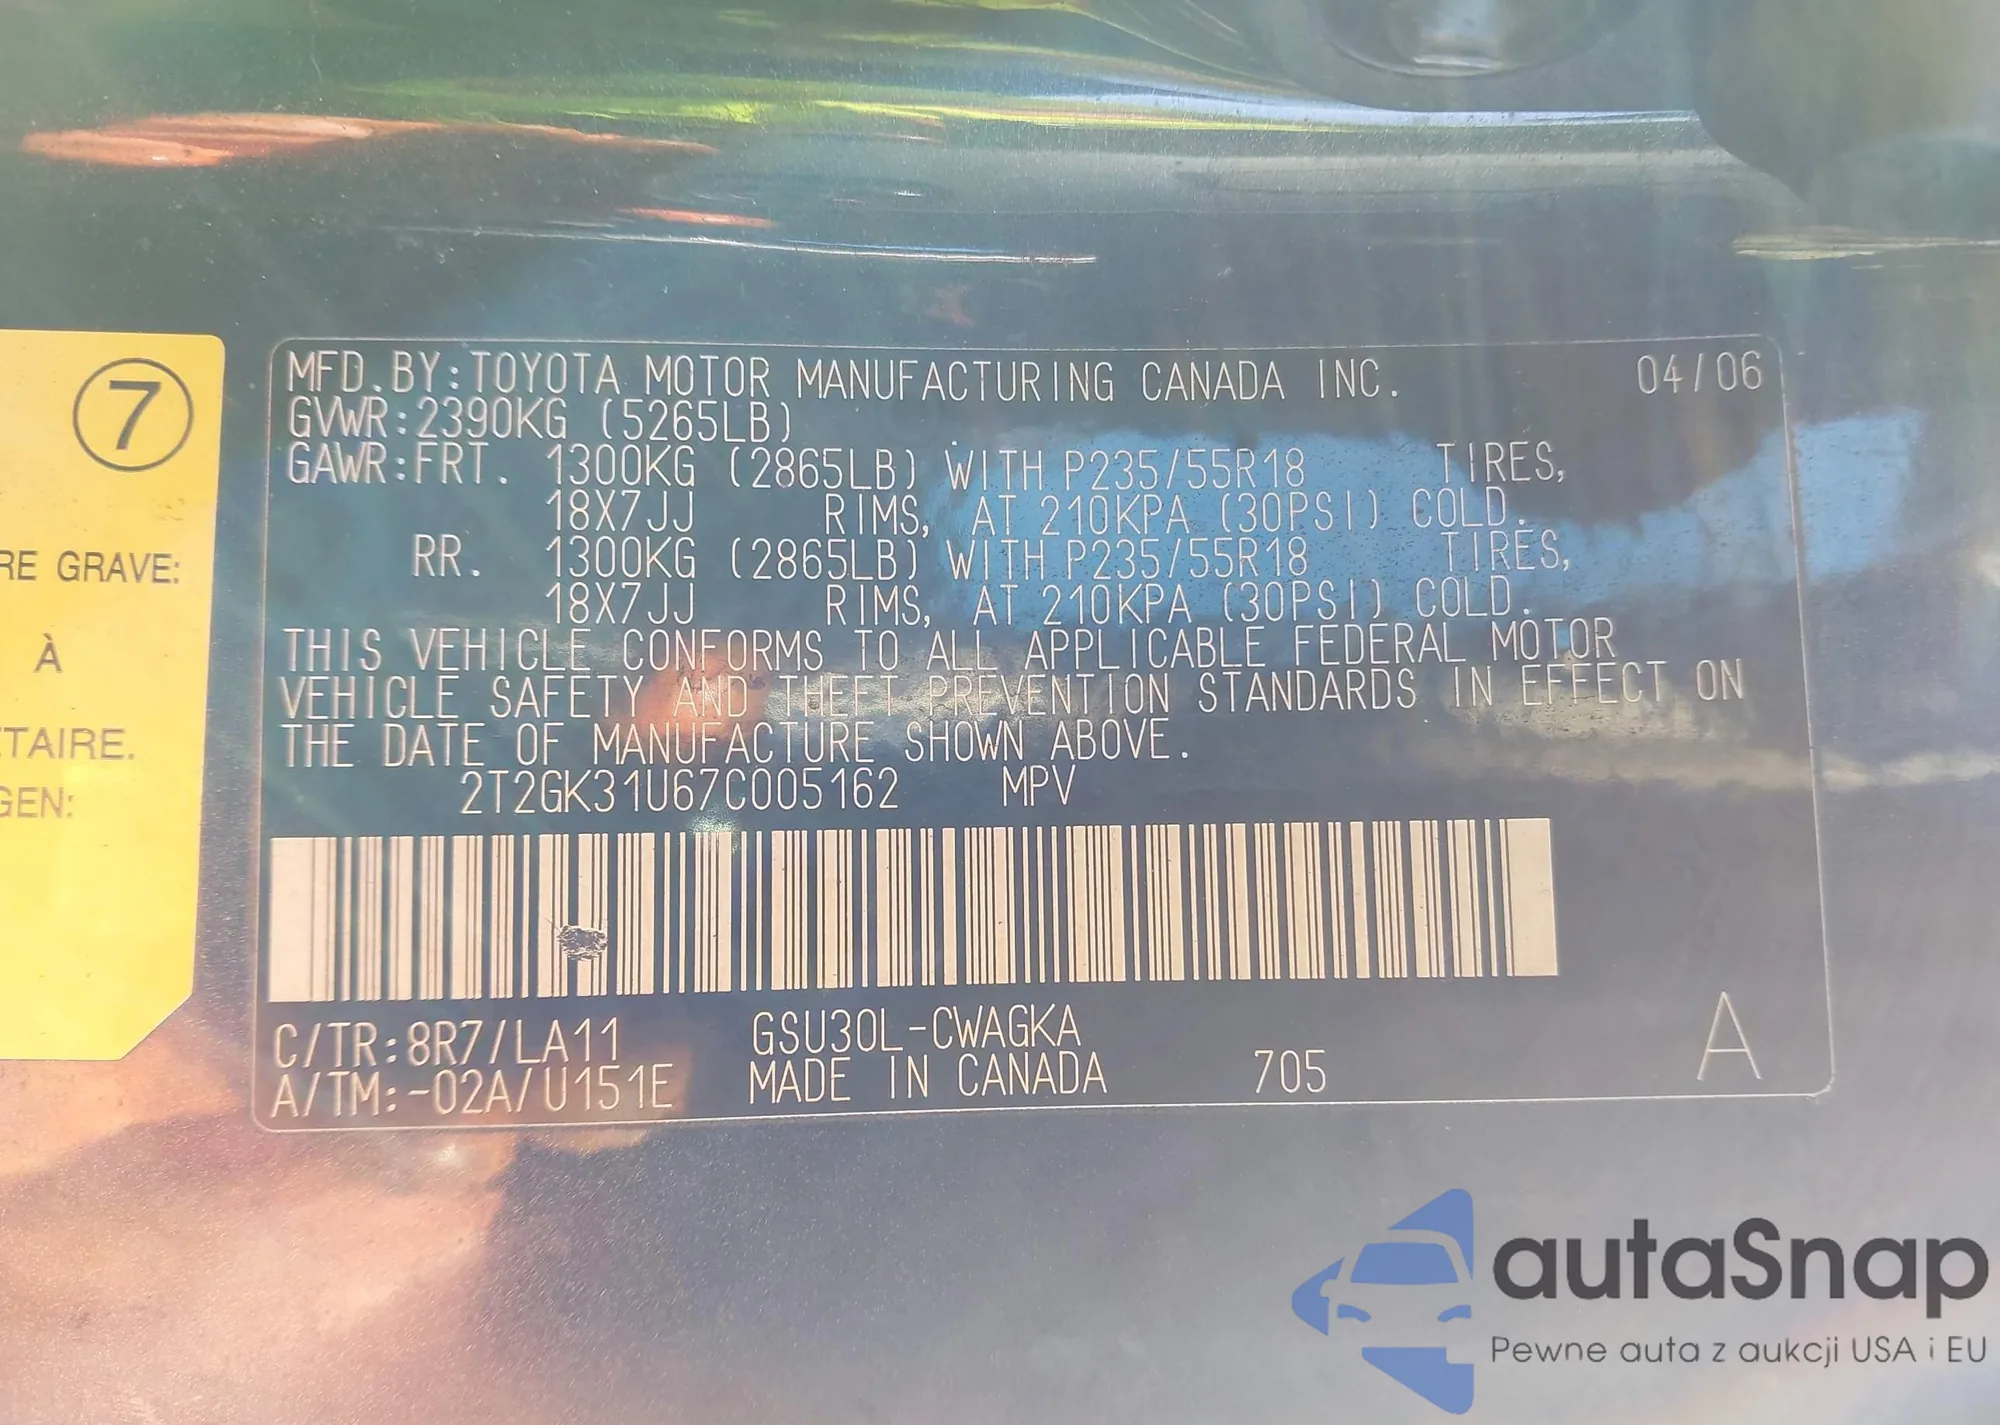 7
RE GRAVE:
À
TAIRE.
GEN:
MFD.BY:TOYOTA MOTOR MANUFACTURING CANADA INC. 04/06
GVWR:2390KG (5265LB)
GAWR:FRT. 1300KG (2865LB) WITH P235/55R18 TIRES,
18X7JJ RIMS, AT 210KPA (30PSI) COLD.
RR. 1300KG (2865LB) WITH P235/55R18 TIRES,
18X7JJ RIMS, AT 210KPA (30PSI) COLD.
THIS VEHICLE CONFORMS TO ALL APPLICABLE FEDERAL MOTOR
VEHICLE SAFETY AND THEFT PREVENTION STANDARDS IN EFFECT ON
THE DATE OF MANUFACTURE SHOWN ABOVE.
2T2GK31U67C005162 MPV
C/TR:8R7/LA11 GSU30L-CWAGKA
A/TM:-02A/U151E MADE IN CANADA 705 A
autaSnap
Pewne auta z aukcji USA i EU